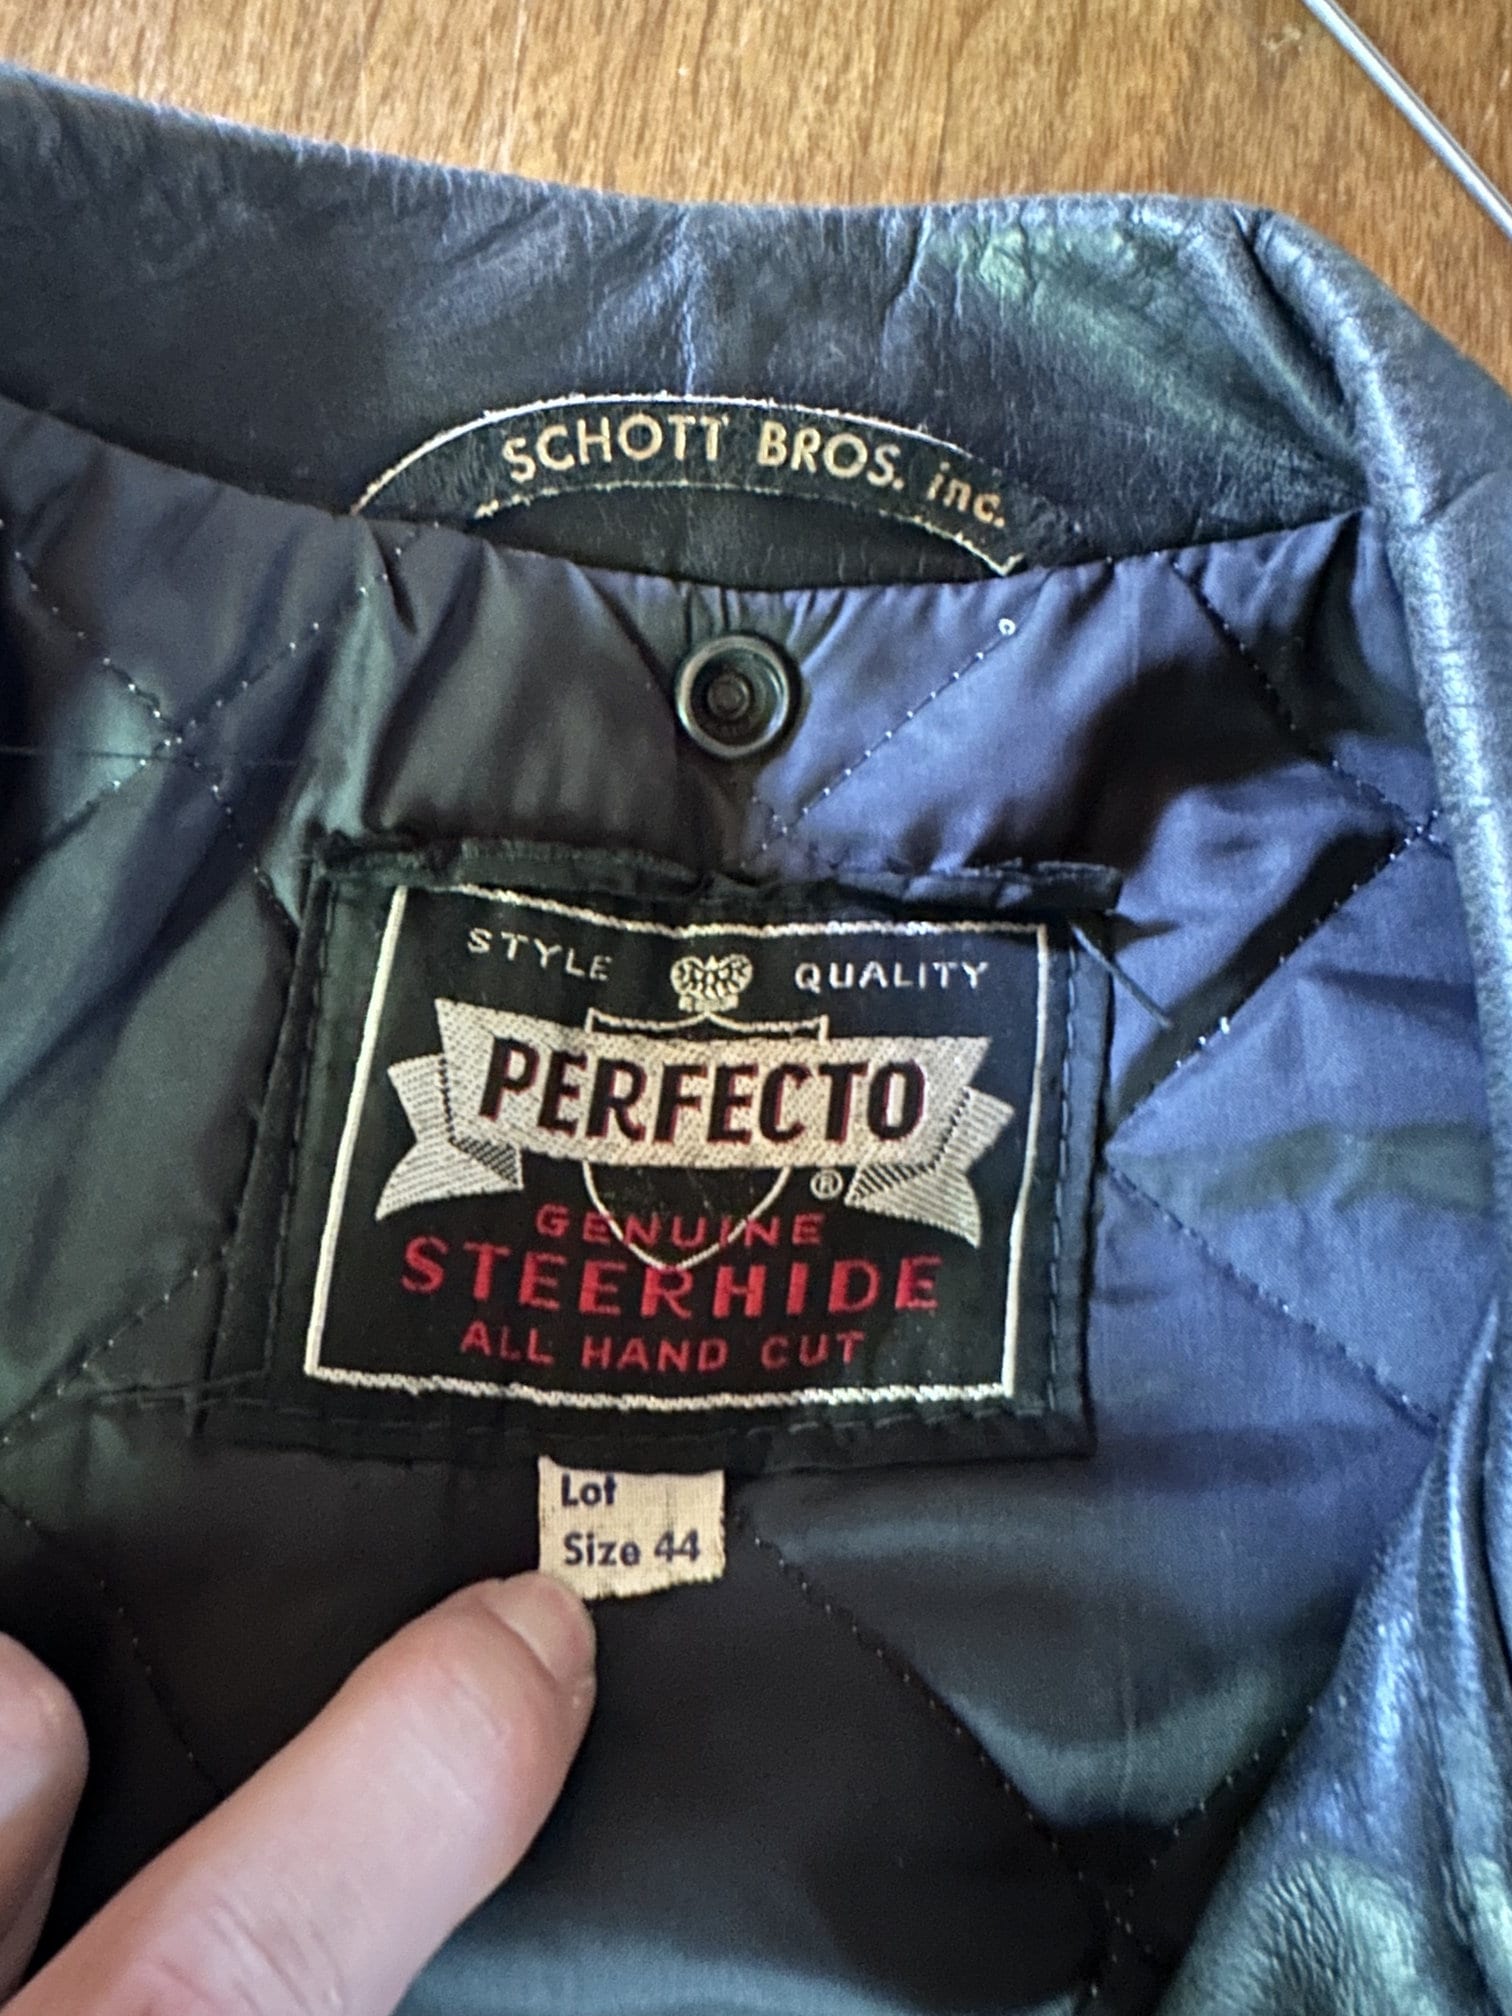 SCHOTT BROS. inc.
STYLE QUALITY
PERFECTO
®
GENUINE
STEERHIDE
ALL HAND CUT
Lot
Size 44